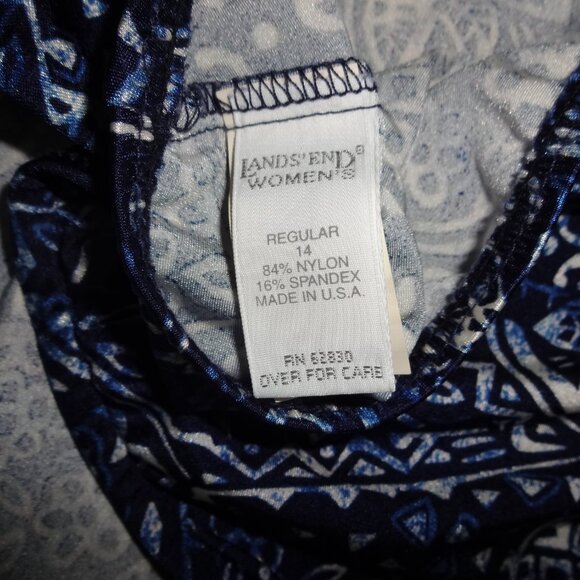 LANDS' END®
WOMEN'S
REGULAR
14
84% NYLON
16% SPANDEX
MADE IN U.S.A.
RN 62830
OVER FOR CARE